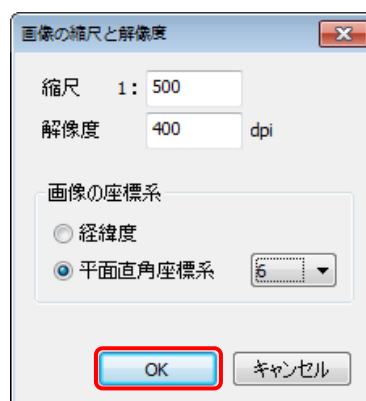 画像の縮尺と解像度
縮尺 1: 500
解像度 400 dpi
画像の座標系
経緯度
平面直角座標系 6
OK キャンセル